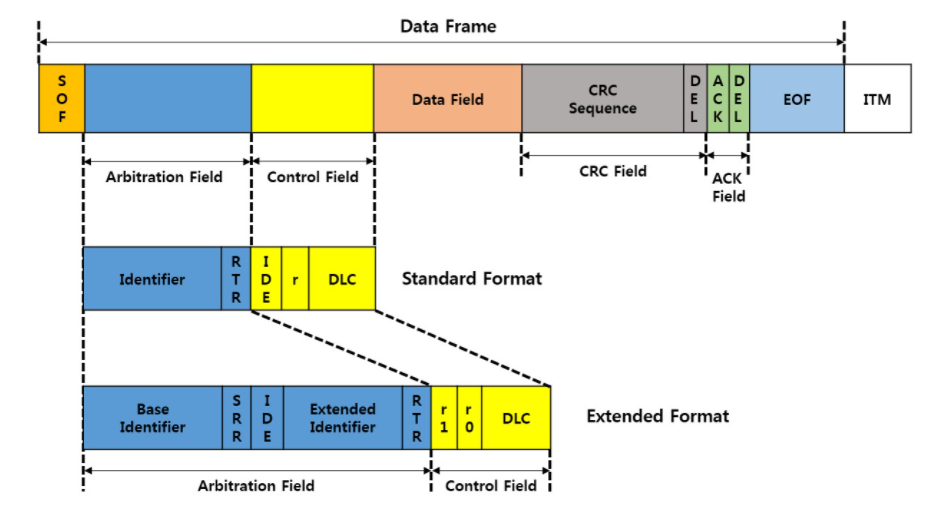 Data Frame
SOF
Data Field
CRC
Sequence
DEL
ACK
DEL
EOF
ITM
Arbitration Field
Control Field
CRC Field
ACK
Field
Identifier
RTR
IDE
r
DLC
Standard Format
Base
Identifier
SRR
IDE
Extended
Identifier
RTR
r1
r0
DLC
Extended Format
Arbitration Field
Control Field